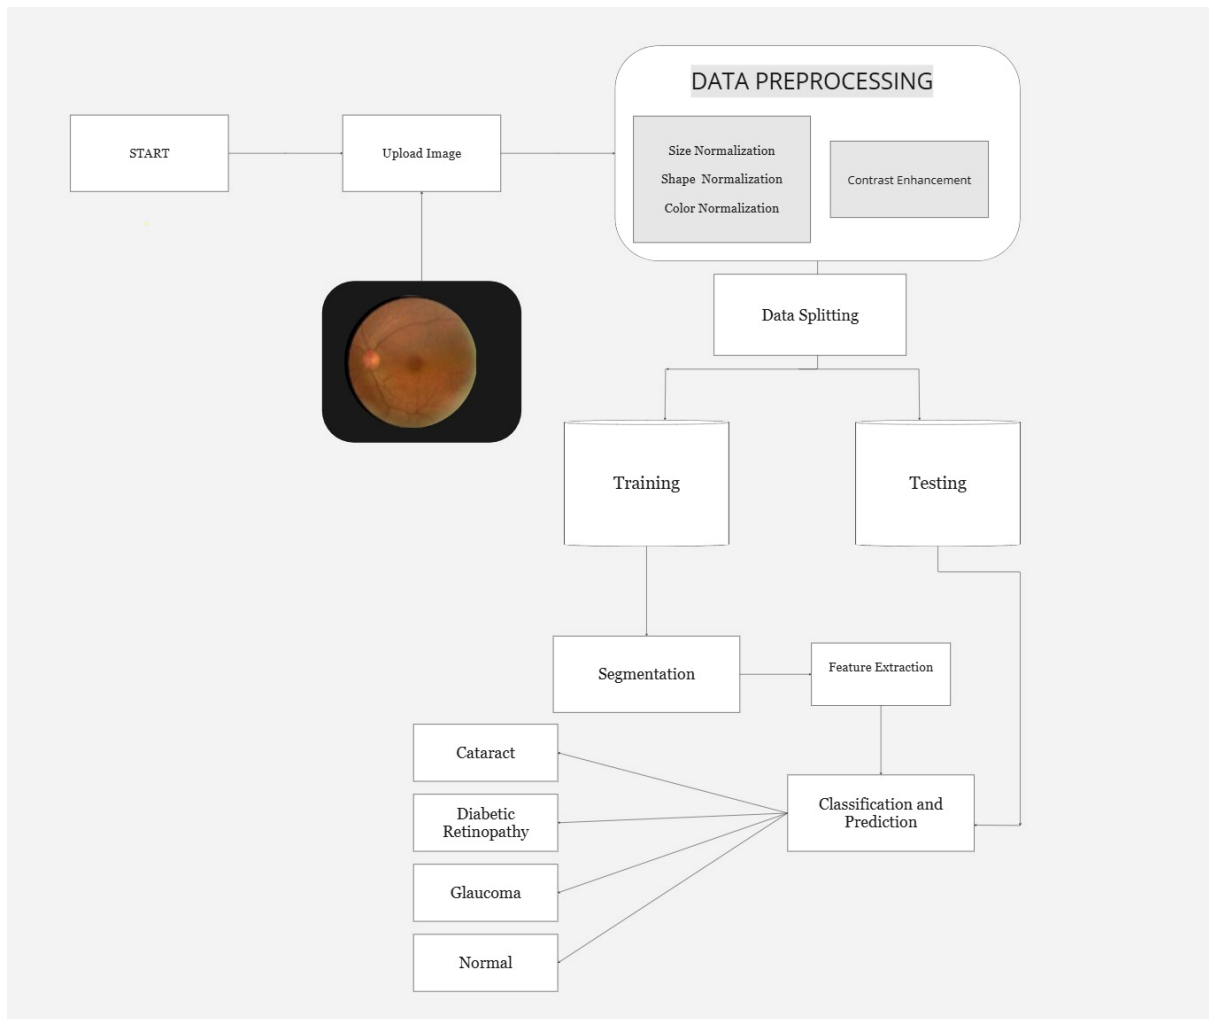 START
Upload Image
DATA PREPROCESSING
Size Normalization
Shape Normalization
Color Normalization
Contrast Enhancement
Data Splitting
Training
Testing
Segmentation
Feature Extraction
Cataract
Diabetic
Retinopathy
Glaucoma
Normal
Classification and
Prediction